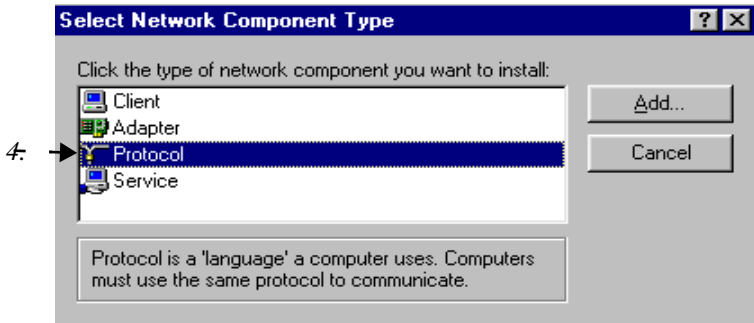 Select Network Component Type
Click the type of network component you want to install:
Client
Add...
Adapter
4.
Protocol
Cancel
Service
Protocol is a 'language' a computer uses. Computers
must use the same protocol to communicate.